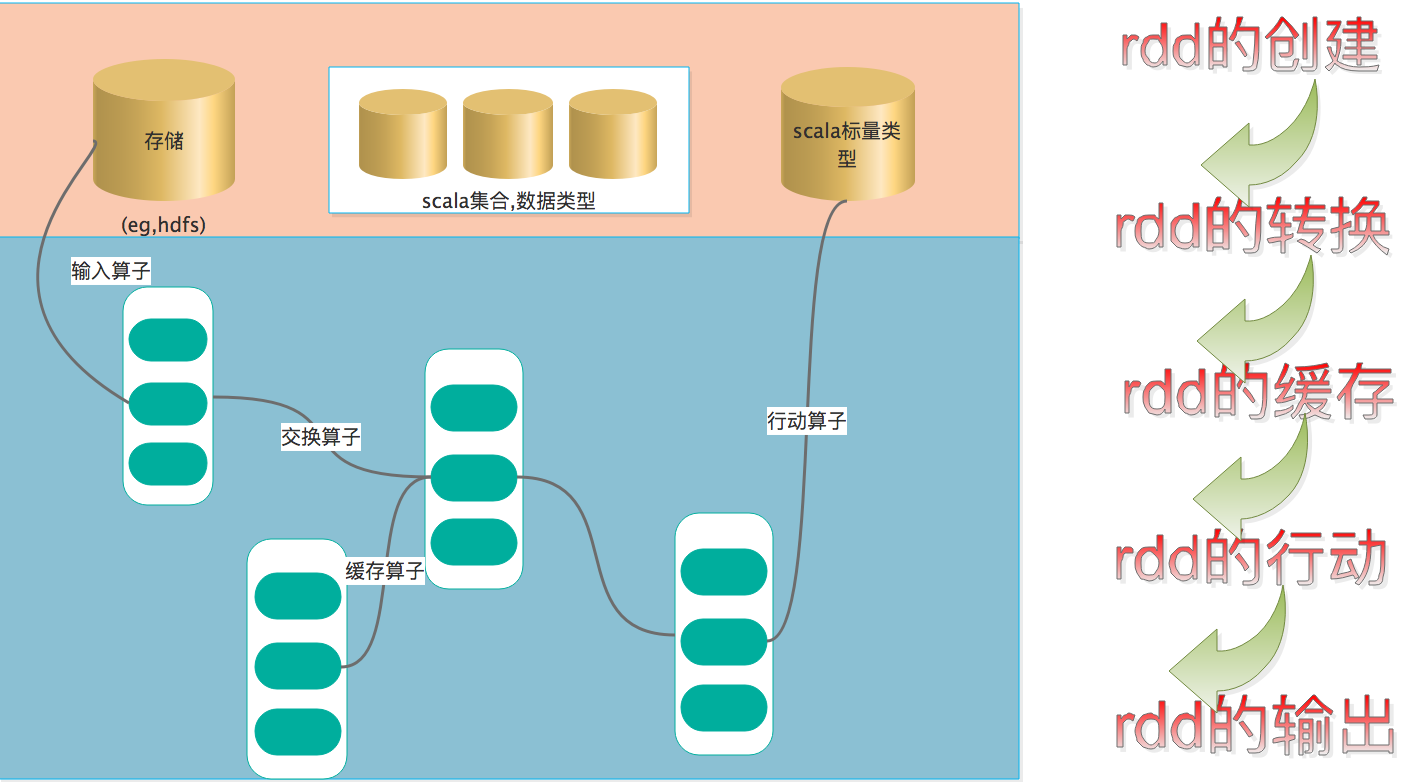 存储
(eg,hdfs)
scala集合,数据类型
scala标量类
型
输入算子
交换算子
缓存算子
行动算子
rdd的创建
rdd的转换
rdd的缓存
rdd的行动
rdd的输出